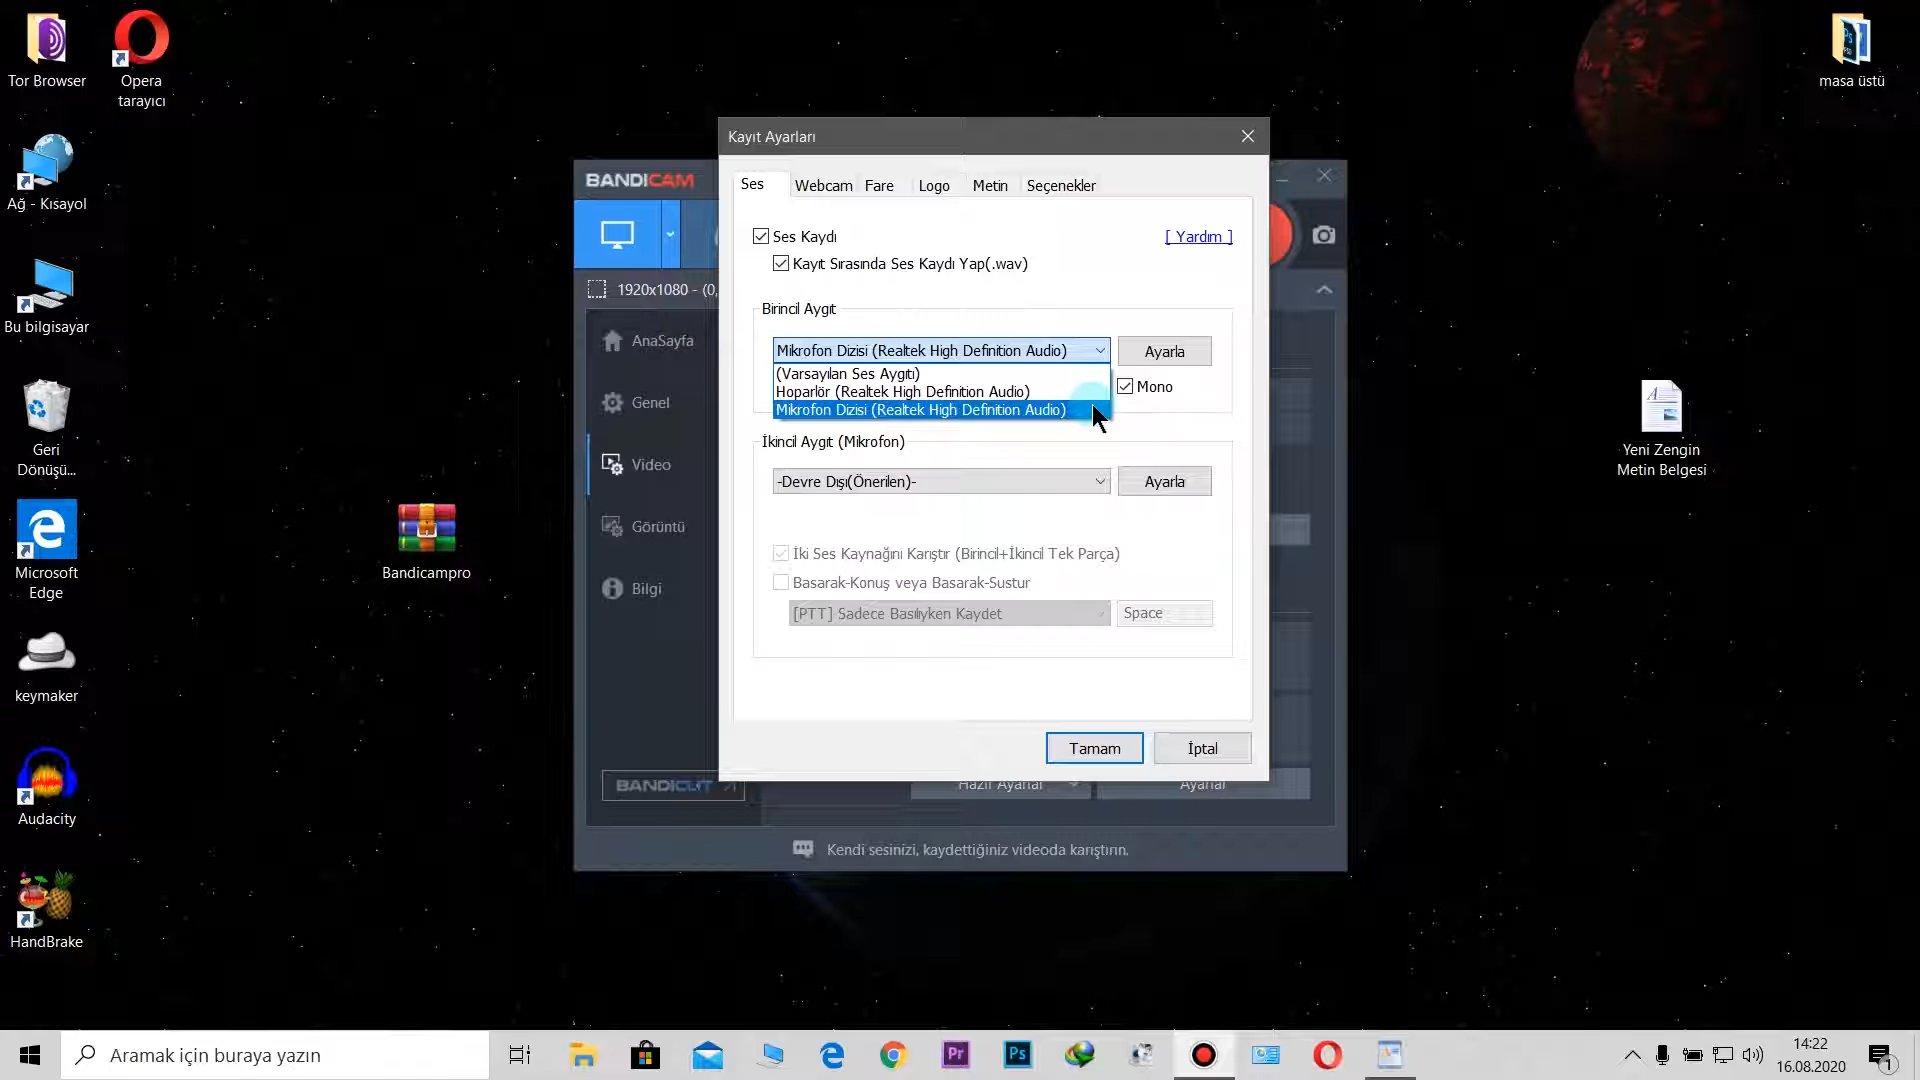 Tor Browser
Opera
tarayıcı
masa üstü
Ağ - Kısayol
Bu bilgisayar
Geri
Dönüşü...
Microsoft
Edge
keymaker
Audacity
HandBrake
Bandicampro
Yeni Zengin
Metin Belgesi
BANDICAM
1920x1080 - (0,
AnaSayfa
Genel
Video
Görüntü
Bilgi
BANDICUT
Kayıt Ayarları
Ses
Webcam
Fare
Logo
Metin
Seçenekler
Ses Kaydı
[ Yardım ]
Kayıt Sırasında Ses Kaydı Yap(.wav)
Birincil Aygıt
Mikrofon Dizisi (Realtek High Definition Audio)
Ayarla
(Varsayılan Ses Aygıtı)
Hoparlör (Realtek High Definition Audio)
Mikrofon Dizisi (Realtek High Definition Audio)
Mono
İkincil Aygıt (Mikrofon)
-Devre Dışı(Önerilen)-
Ayarla
İki Ses Kaynağını Karıştır (Birincil+İkincil Tek Parça)
Basarak-Konuş veya Basarak-Sustur
[PTT] Sadece Basılıyken Kaydet
Space
Tamam
İptal
Hazır Ayarlar
Ayarlar
Kendi sesinizi, kaydettiğiniz videoda karıştırın.
Aramak için buraya yazın
Pr
Ps
14:22
16.08.2020
1